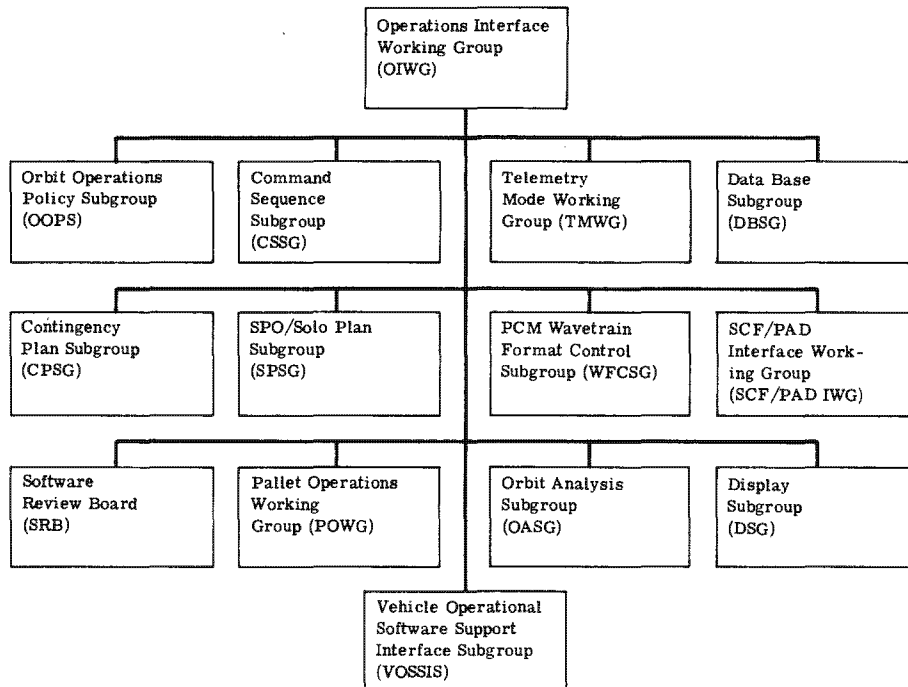 Operations Interface
Working Group
(OIWG)
Orbit Operations
Policy Subgroup
(OOPS)
Command
Sequence
Subgroup
(CSSG)
Telemetry
Mode Working
Group (TMWG)
Data Base
Subgroup
(DBSG)
Contingency
Plan Subgroup
(CPSG)
SPO/Solo Plan
Subgroup
(SPSG)
PCM Wavetrain
Format Control
Subgroup (WFCSG)
SCF/PAD
Interface Work-
ing Group
(SCF/PAD IWG)
Software
Review Board
(SRB)
Pallet Operations
Working
Group (POWG)
Orbit Analysis
Subgroup
(OASG)
Display
Subgroup
(DSG)
Vehicle Operational
Software Support
Interface Subgroup
(VOSSIS)